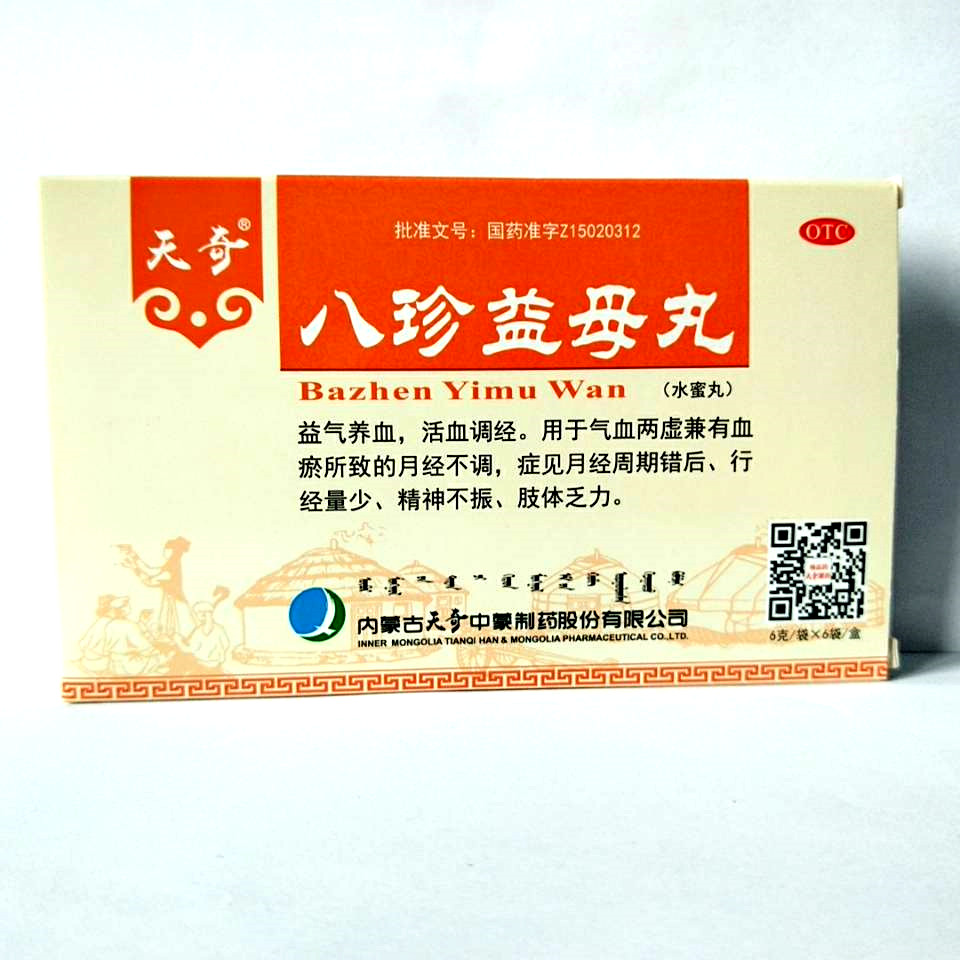 天奇®
批准文号：国药准字Z15020312
OTC
八珍益母丸
Bazhen Yimu Wan （水蜜丸）
益气养血，活血调经。用于气血两虚兼有血
瘀所致的月经不调，症见月经周期错后、行
经量少、精神不振、肢体乏力。
内蒙古天奇中蒙制药股份有限公司
INNER MONGOLIA TIANQI HAN & MONGOLIA PHARMACEUTICAL CO.,LTD.
6克/袋×6袋/盒